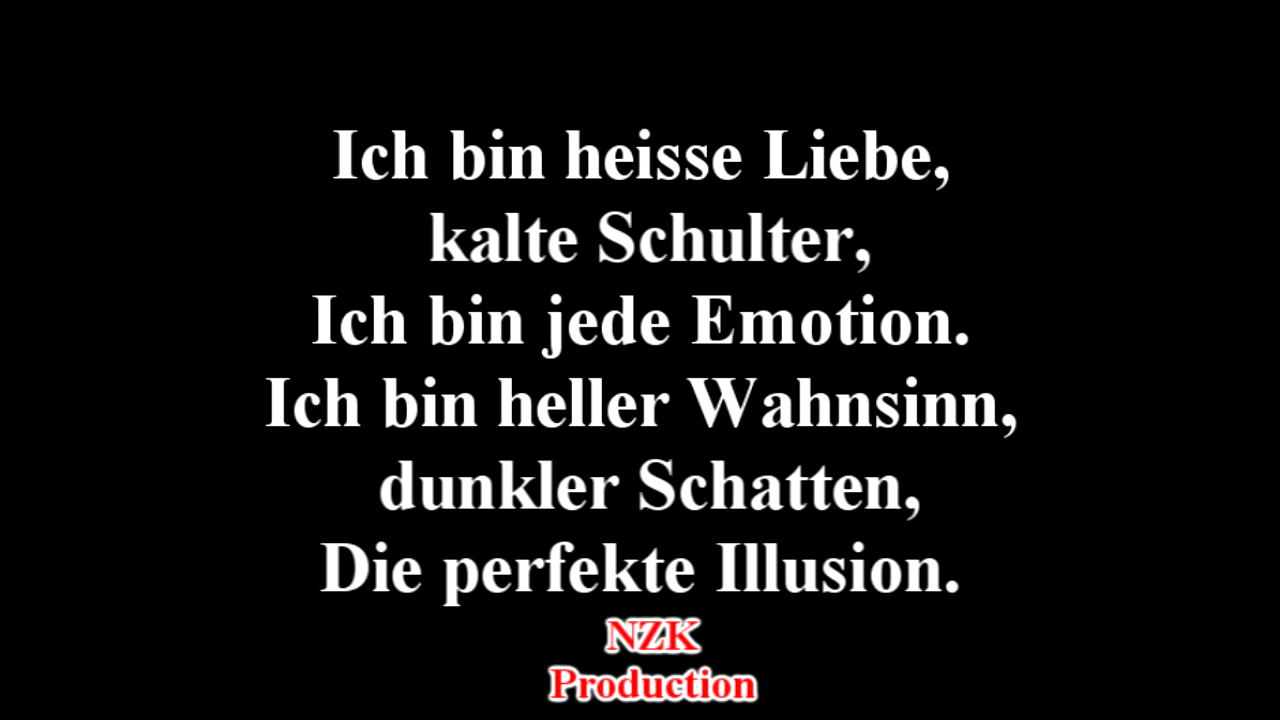 Ich bin heisse Liebe,
kalte Schulter,
Ich bin jede Emotion.
Ich bin heller Wahnsinn,
dunkler Schatten,
Die perfekte Illusion.
NZK
Production